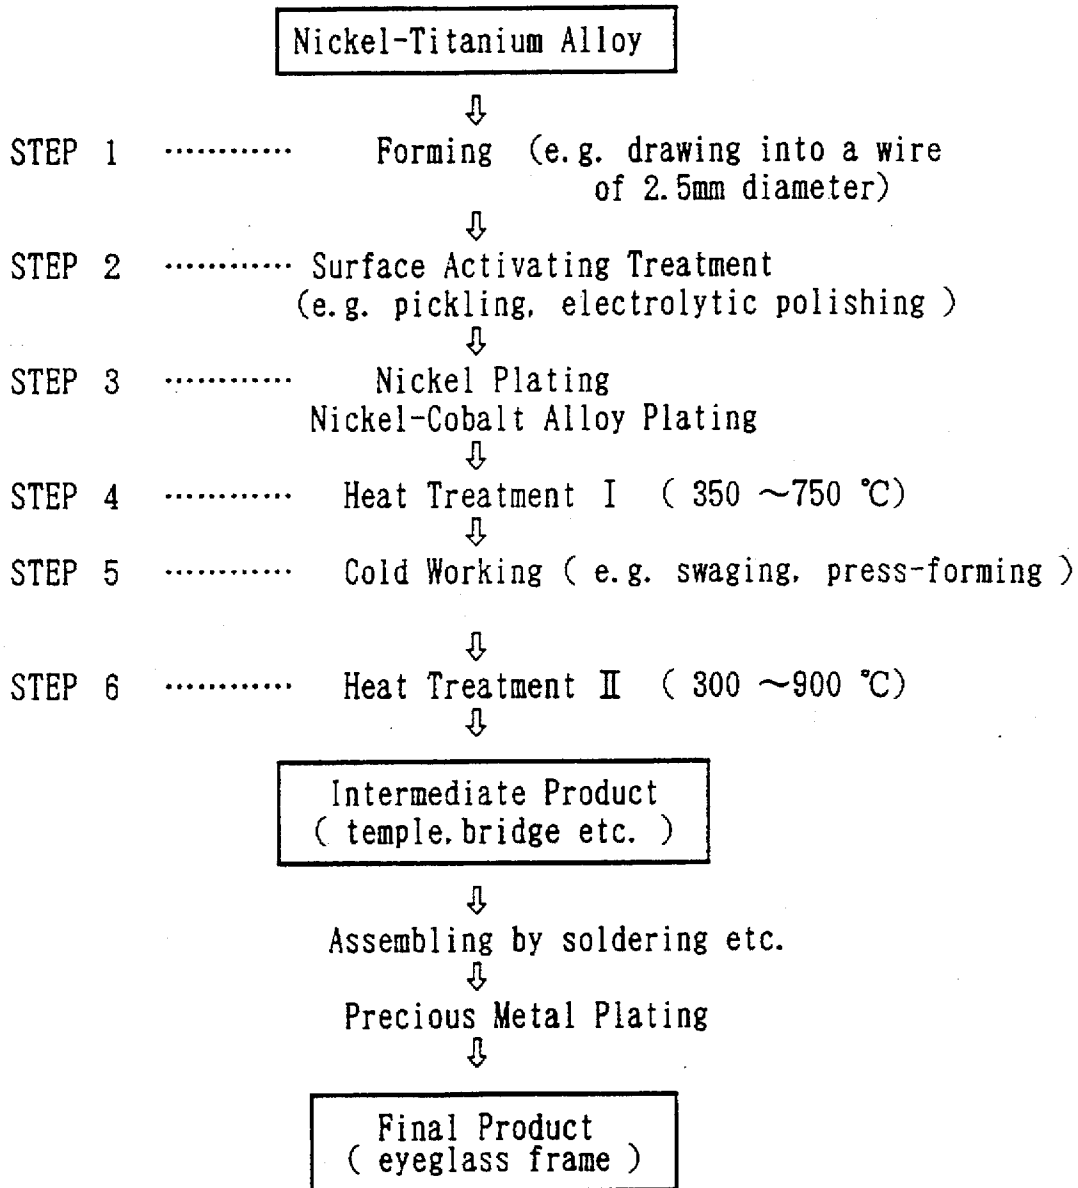 Nickel-Titanium Alloy
⇩
STEP 1 ············ Forming (e.g. drawing into a wire
of 2.5mm diameter)
⇩
STEP 2 ············ Surface Activating Treatment
(e.g. pickling, electrolytic polishing )
⇩
STEP 3 ············ Nickel Plating
Nickel-Cobalt Alloy Plating
⇩
STEP 4 ············ Heat Treatment I ( 350 ~750 ℃)
⇩
STEP 5 ············ Cold Working ( e.g. swaging, press-forming )
⇩
STEP 6 ············ Heat Treatment II ( 300 ~900 ℃)
⇩
Intermediate Product
( temple, bridge etc. )
⇩
Assembling by soldering etc.
⇩
Precious Metal Plating
⇩
Final Product
( eyeglass frame )